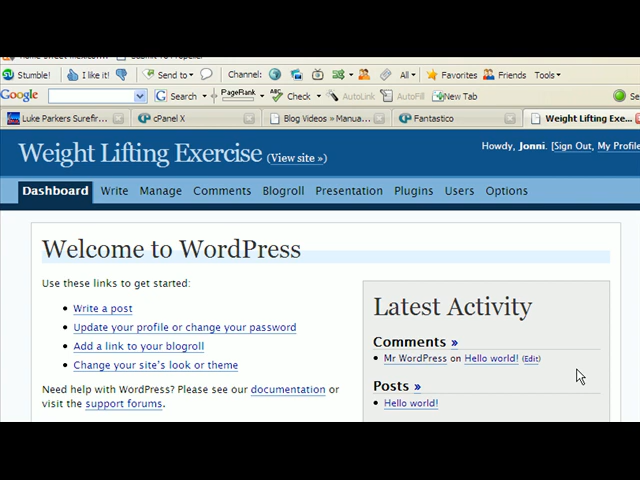 Stumble! I like it! Send to Channel: All Favorites Friends Tools
Google Search PageRank Check AutoLink AutoFill New Tab
Luke Parkers Surefir... cPanel X Blog Videos » Manua... Fantastico Weight Lifting Exe...
Weight Lifting Exercise (View site »)
Howdy, Jonni. [Sign Out, My Profile
Dashboard Write Manage Comments Blogroll Presentation Plugins Users Options
Welcome to WordPress
Use these links to get started:
Write a post
Update your profile or change your password
Add a link to your blogroll
Change your site's look or theme
Need help with WordPress? Please see our documentation or
visit the support forums.
Latest Activity
Comments »
Mr WordPress on Hello world! (Edit)
Posts »
Hello world!